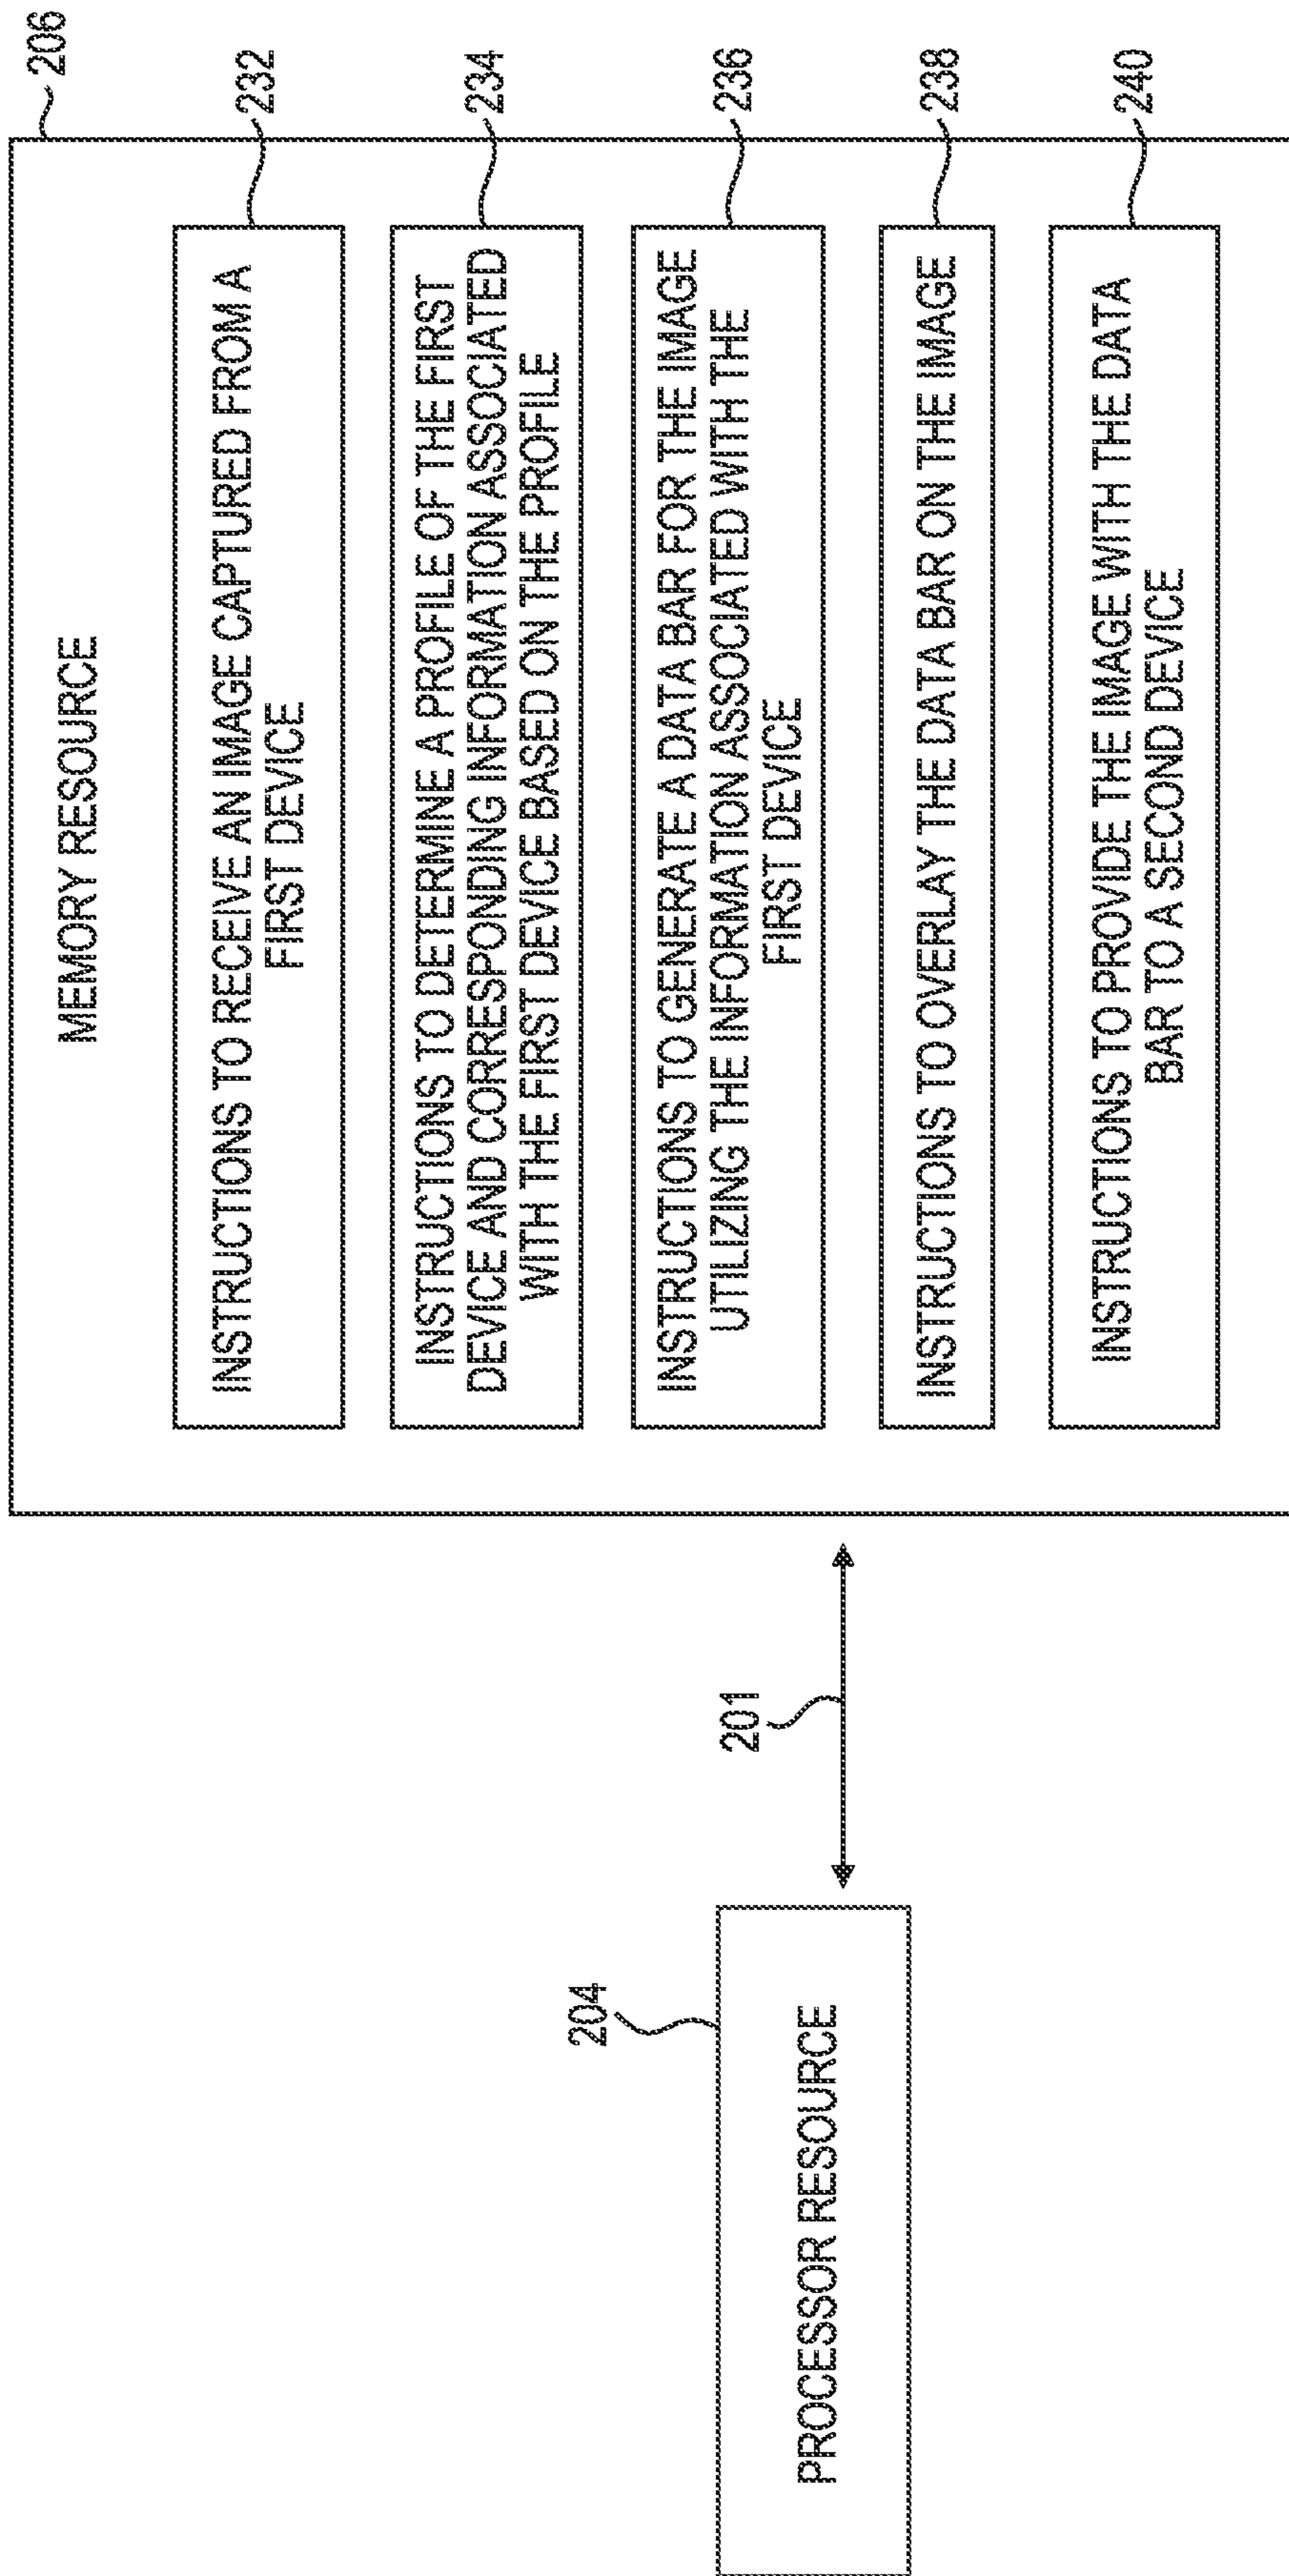 206
MEMORY RESOURCE
INSTRUCTIONS TO RECEIVE AN IMAGE CAPTURED FROM A
FIRST DEVICE
232
INSTRUCTIONS TO DETERMINE A PROFILE OF THE FIRST
DEVICE AND CORRESPONDING INFORMATION ASSOCIATED
WITH THE FIRST DEVICE BASED ON THE PROFILE
234
INSTRUCTIONS TO GENERATE A DATA BAR FOR THE IMAGE
UTILIZING THE INFORMATION ASSOCIATED WITH THE
FIRST DEVICE
236
INSTRUCTIONS TO OVERLAY THE DATA BAR ON THE IMAGE
238
INSTRUCTIONS TO PROVIDE THE IMAGE WITH THE DATA
BAR TO A SECOND DEVICE
240
201
204
PROCESSOR RESOURCE